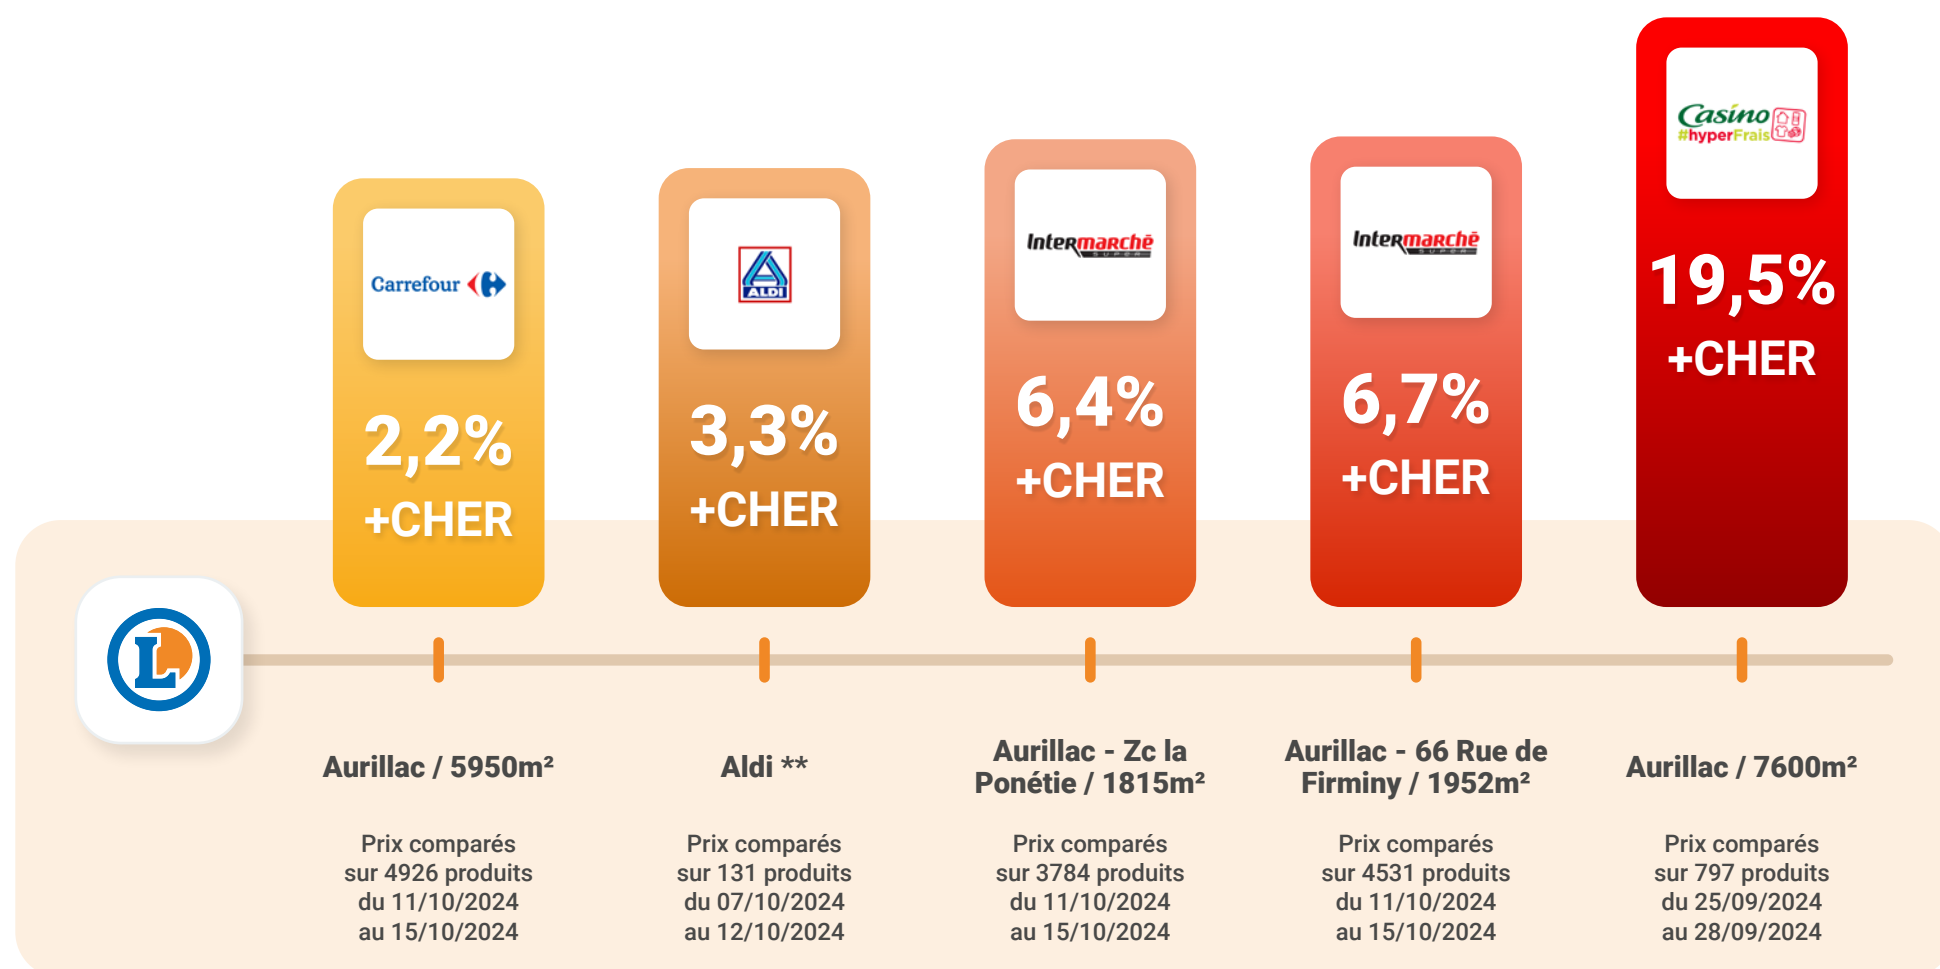 Carrefour
2,2%
+CHER
ALDI
3,3%
+CHER
Intermarché
SUPER
6,4%
+CHER
Intermarché
SUPER
6,7%
+CHER
Casino
#hyperFrais
19,5%
+CHER
L
Aurillac / 5950m²
Prix comparés
sur 4926 produits
du 11/10/2024
au 15/10/2024
Aldi **
Prix comparés
sur 131 produits
du 07/10/2024
au 12/10/2024
Aurillac - Zc la
Ponétie / 1815m²
Prix comparés
sur 3784 produits
du 11/10/2024
au 15/10/2024
Aurillac - 66 Rue de
Firminy / 1952m²
Prix comparés
sur 4531 produits
du 11/10/2024
au 15/10/2024
Aurillac / 7600m²
Prix comparés
sur 797 produits
du 25/09/2024
au 28/09/2024